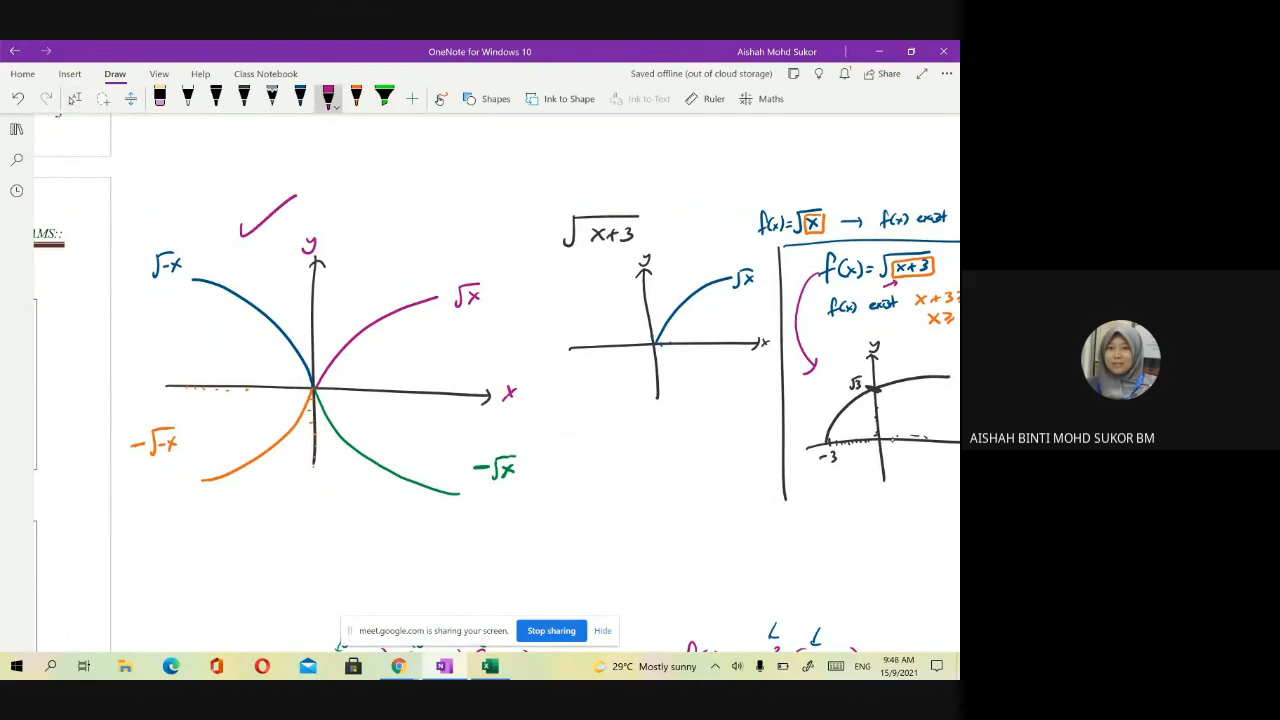 OneNote for Windows 10
Aishah Mohd Sukor
Home Insert Draw View Help Class Notebook
Saved offline (out of cloud storage)
Share
Shapes Ink to Shape Ink to Text Ruler Maths
AMS::
y
√-x
√x
x
-√-x
-√x
√x+3
y
√x
x
f(x)=√x → f(x) exist
f(x)=√x+3
f(x) exist x+3≥
x≥
y
√3
-3
meet.google.com is sharing your screen.
Stop sharing
Hide
AISHAH BINTI MOHD SUKOR BM
29°C Mostly sunny
ENG
9:48 AM
15/9/2021